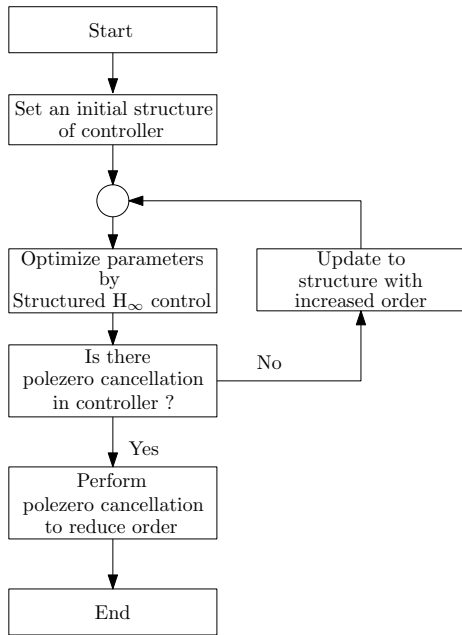 Start
Set an initial structure
of controller
Optimize parameters
by
Structured H∞ control
Update to
structure with
increased order
Is there
polezero cancellation
in controller ?
No
Yes
Perform
polezero cancellation
to reduce order
End